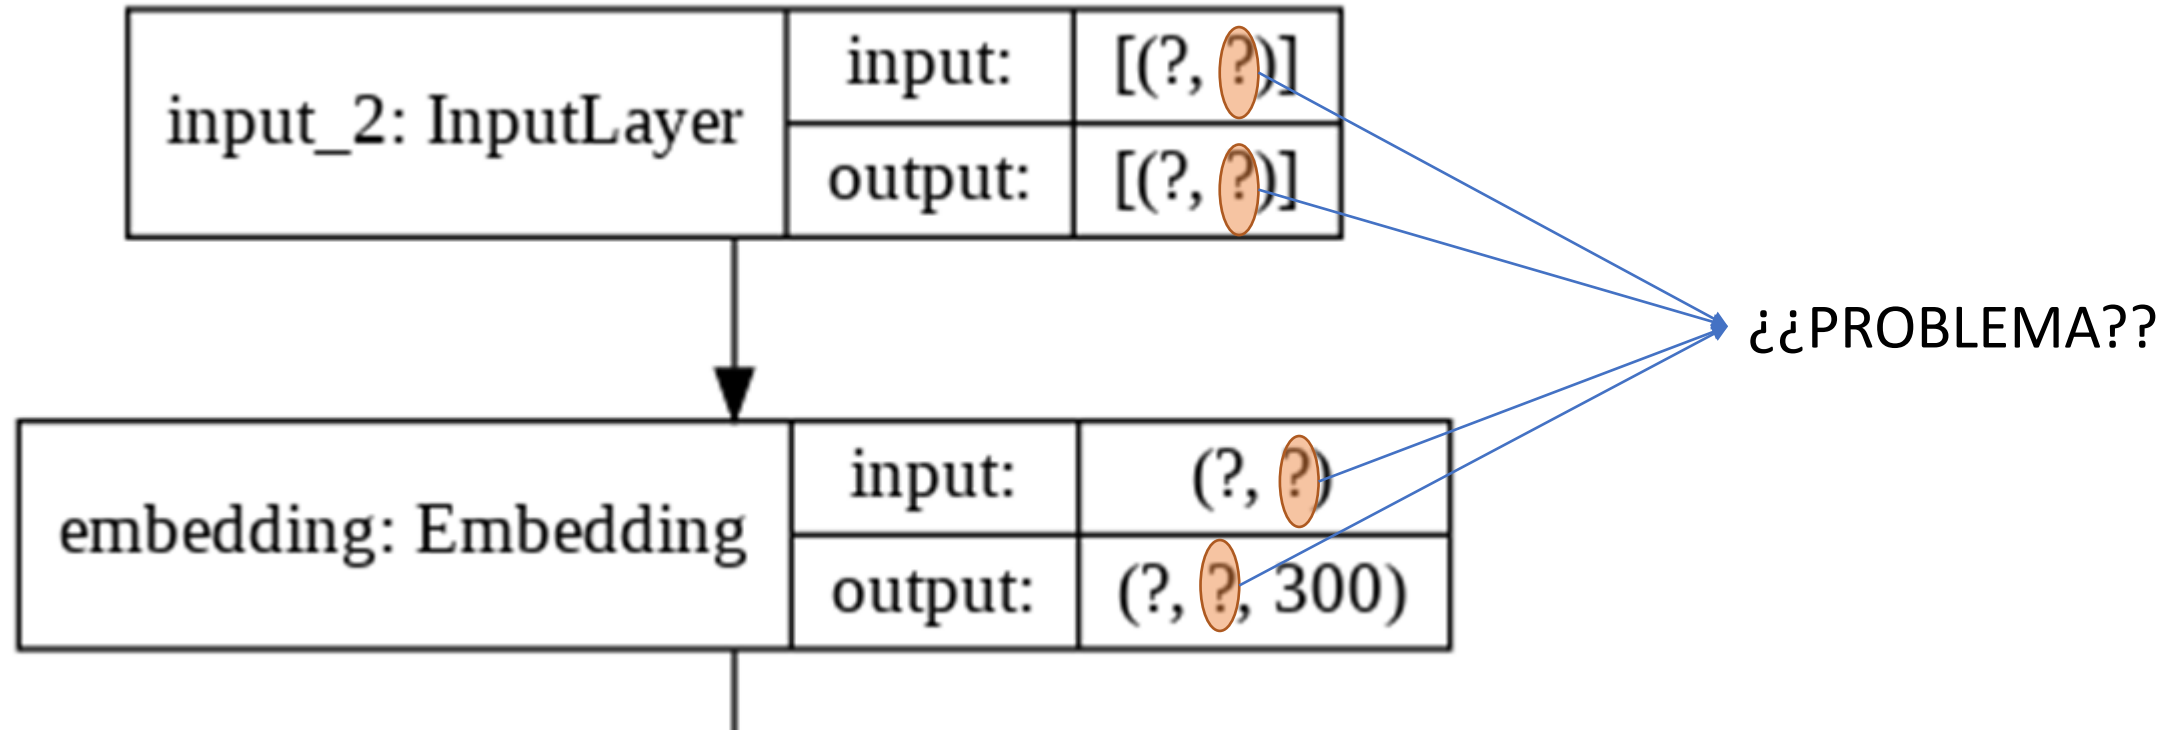 input_2: InputLayer
input:
[(?, ?)]
output:
[(?, ?)]
¿¿PROBLEMA??
embedding: Embedding
input:
(?, ?)
output:
(?, ?, 300)